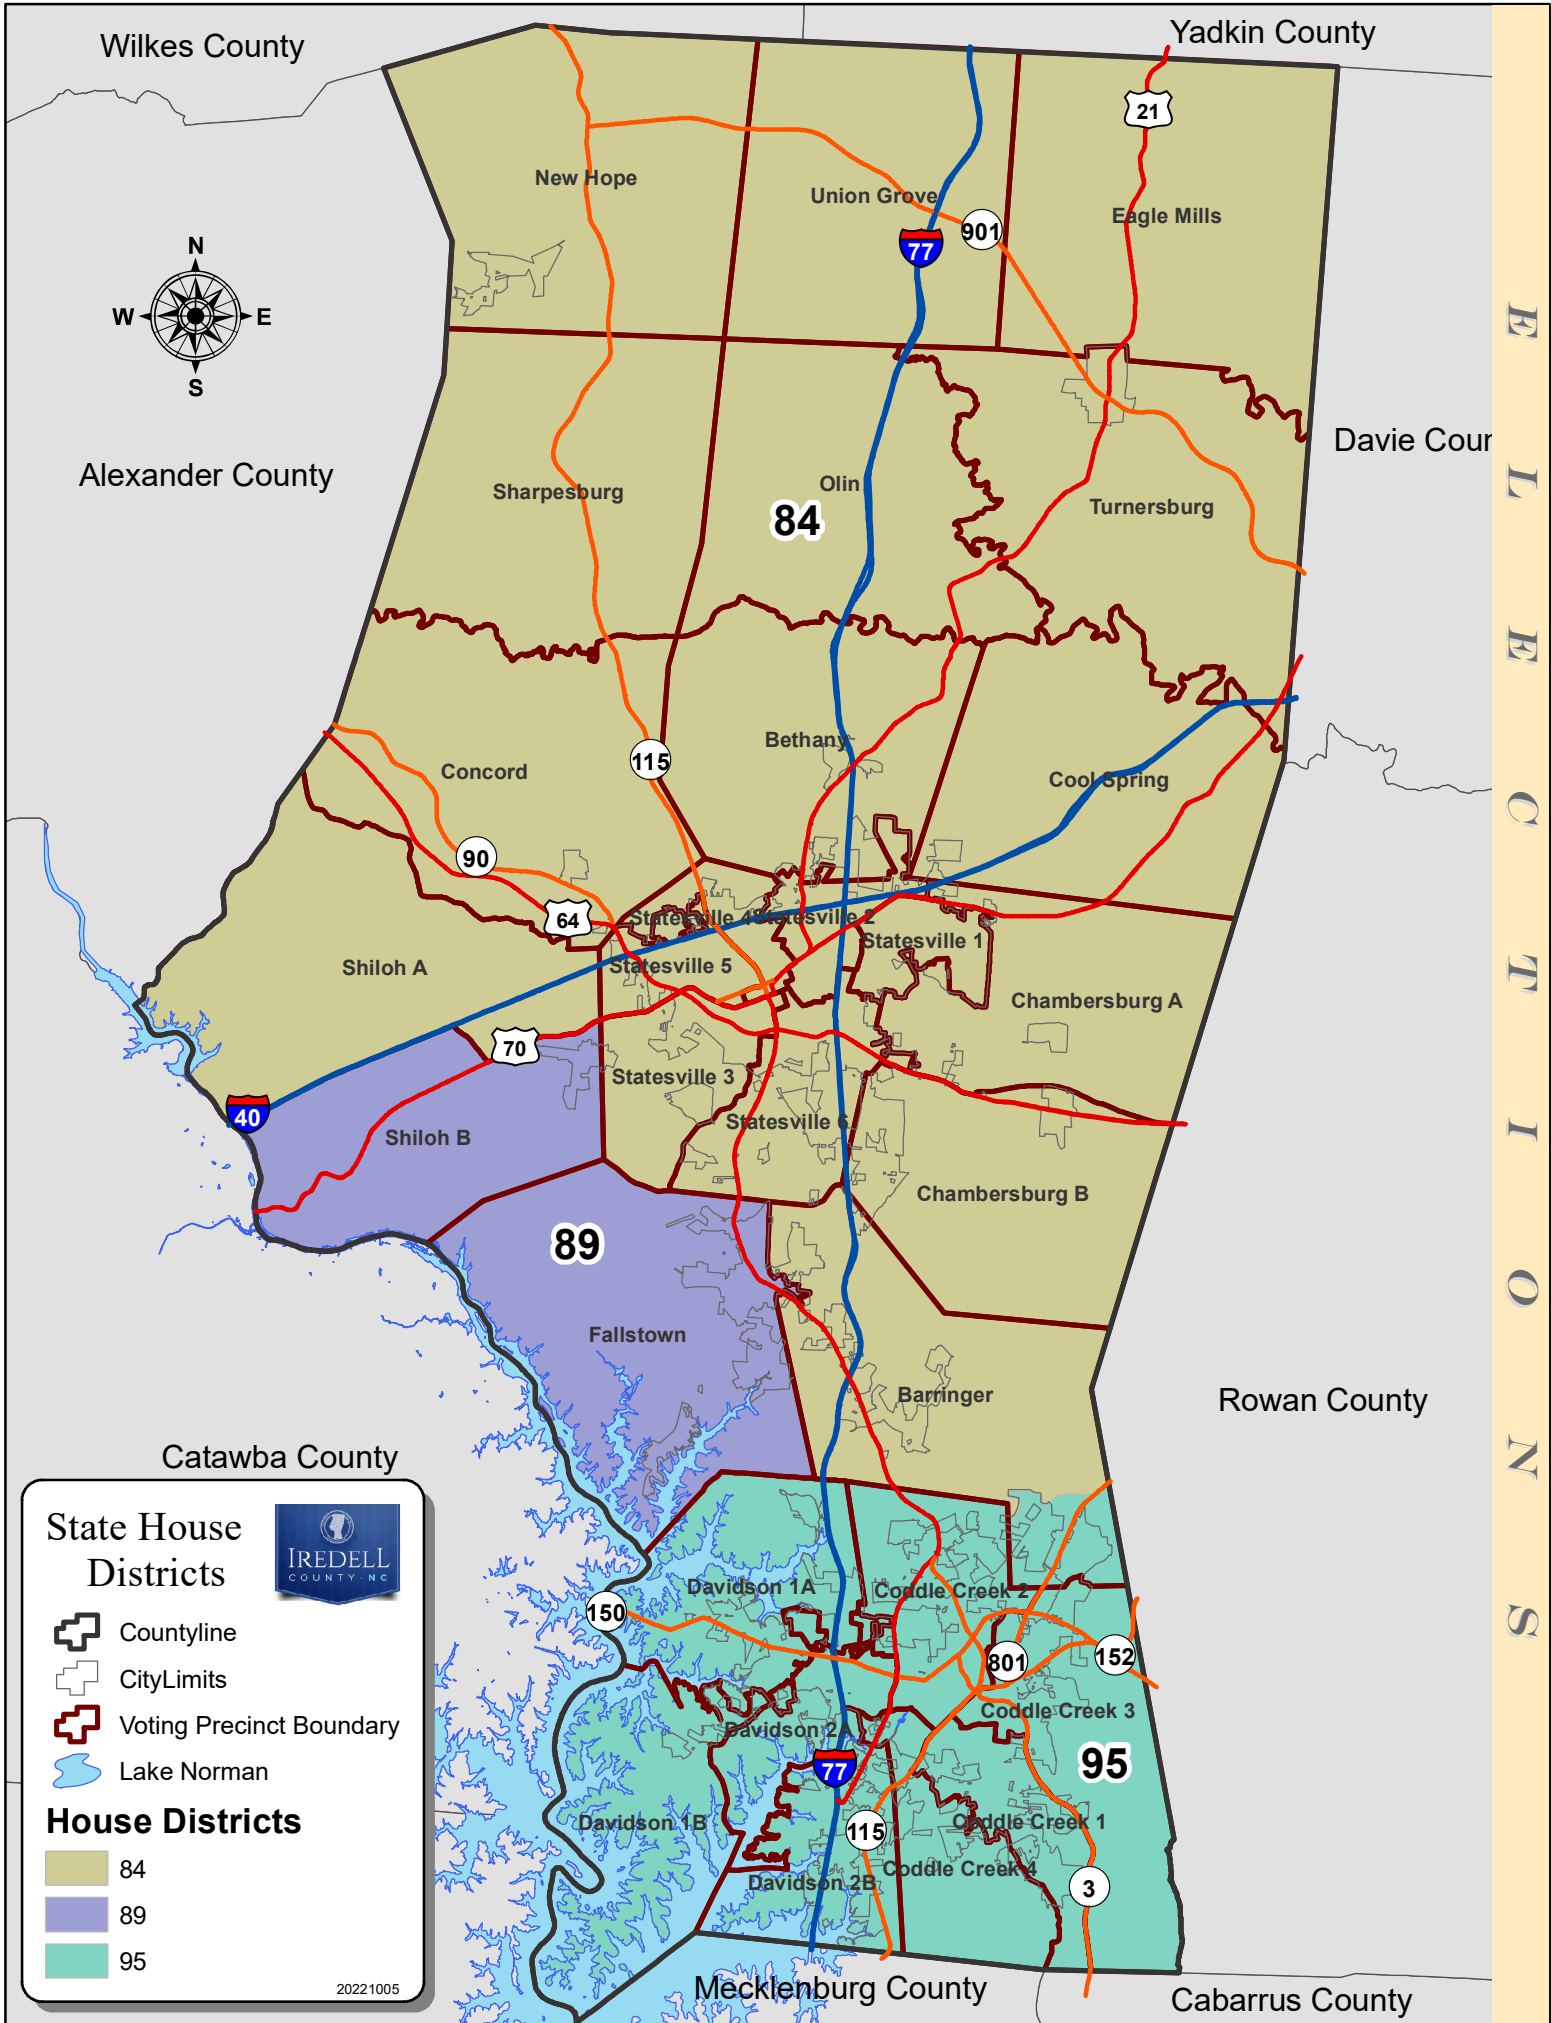 Wilkes County
Yadkin County
21
New Hope
Union Grove
Eagle Mills
901
77
N
W
E
S
Davie Cour
Alexander County
Sharpesburg
Olin
84
Turnersburg
Bethany
115
Concord
Cool Spring
90
64
Statesville 4
Statesville 2
Statesville 1
Shiloh A
Statesville 5
Chambersburg A
70
Statesville 3
40
Shiloh B
Statesville 6
Chambersburg B
89
Fallstown
Barringer
Rowan County
Catawba County
Davidson 1A
Coddle Creek 2
150
801
152
Coddle Creek 3
Davidson 2A
95
77
Davidson 1B
115
Coddle Creek 1
Coddle Creek 4
Davidson 2B
3
Mecklenburg County
Cabarrus County
State House
Districts
IREDELL
COUNTY NC
Countyline
CityLimits
Voting Precinct Boundary
Lake Norman
House Districts
84
89
95
20221005
ELECTIONS